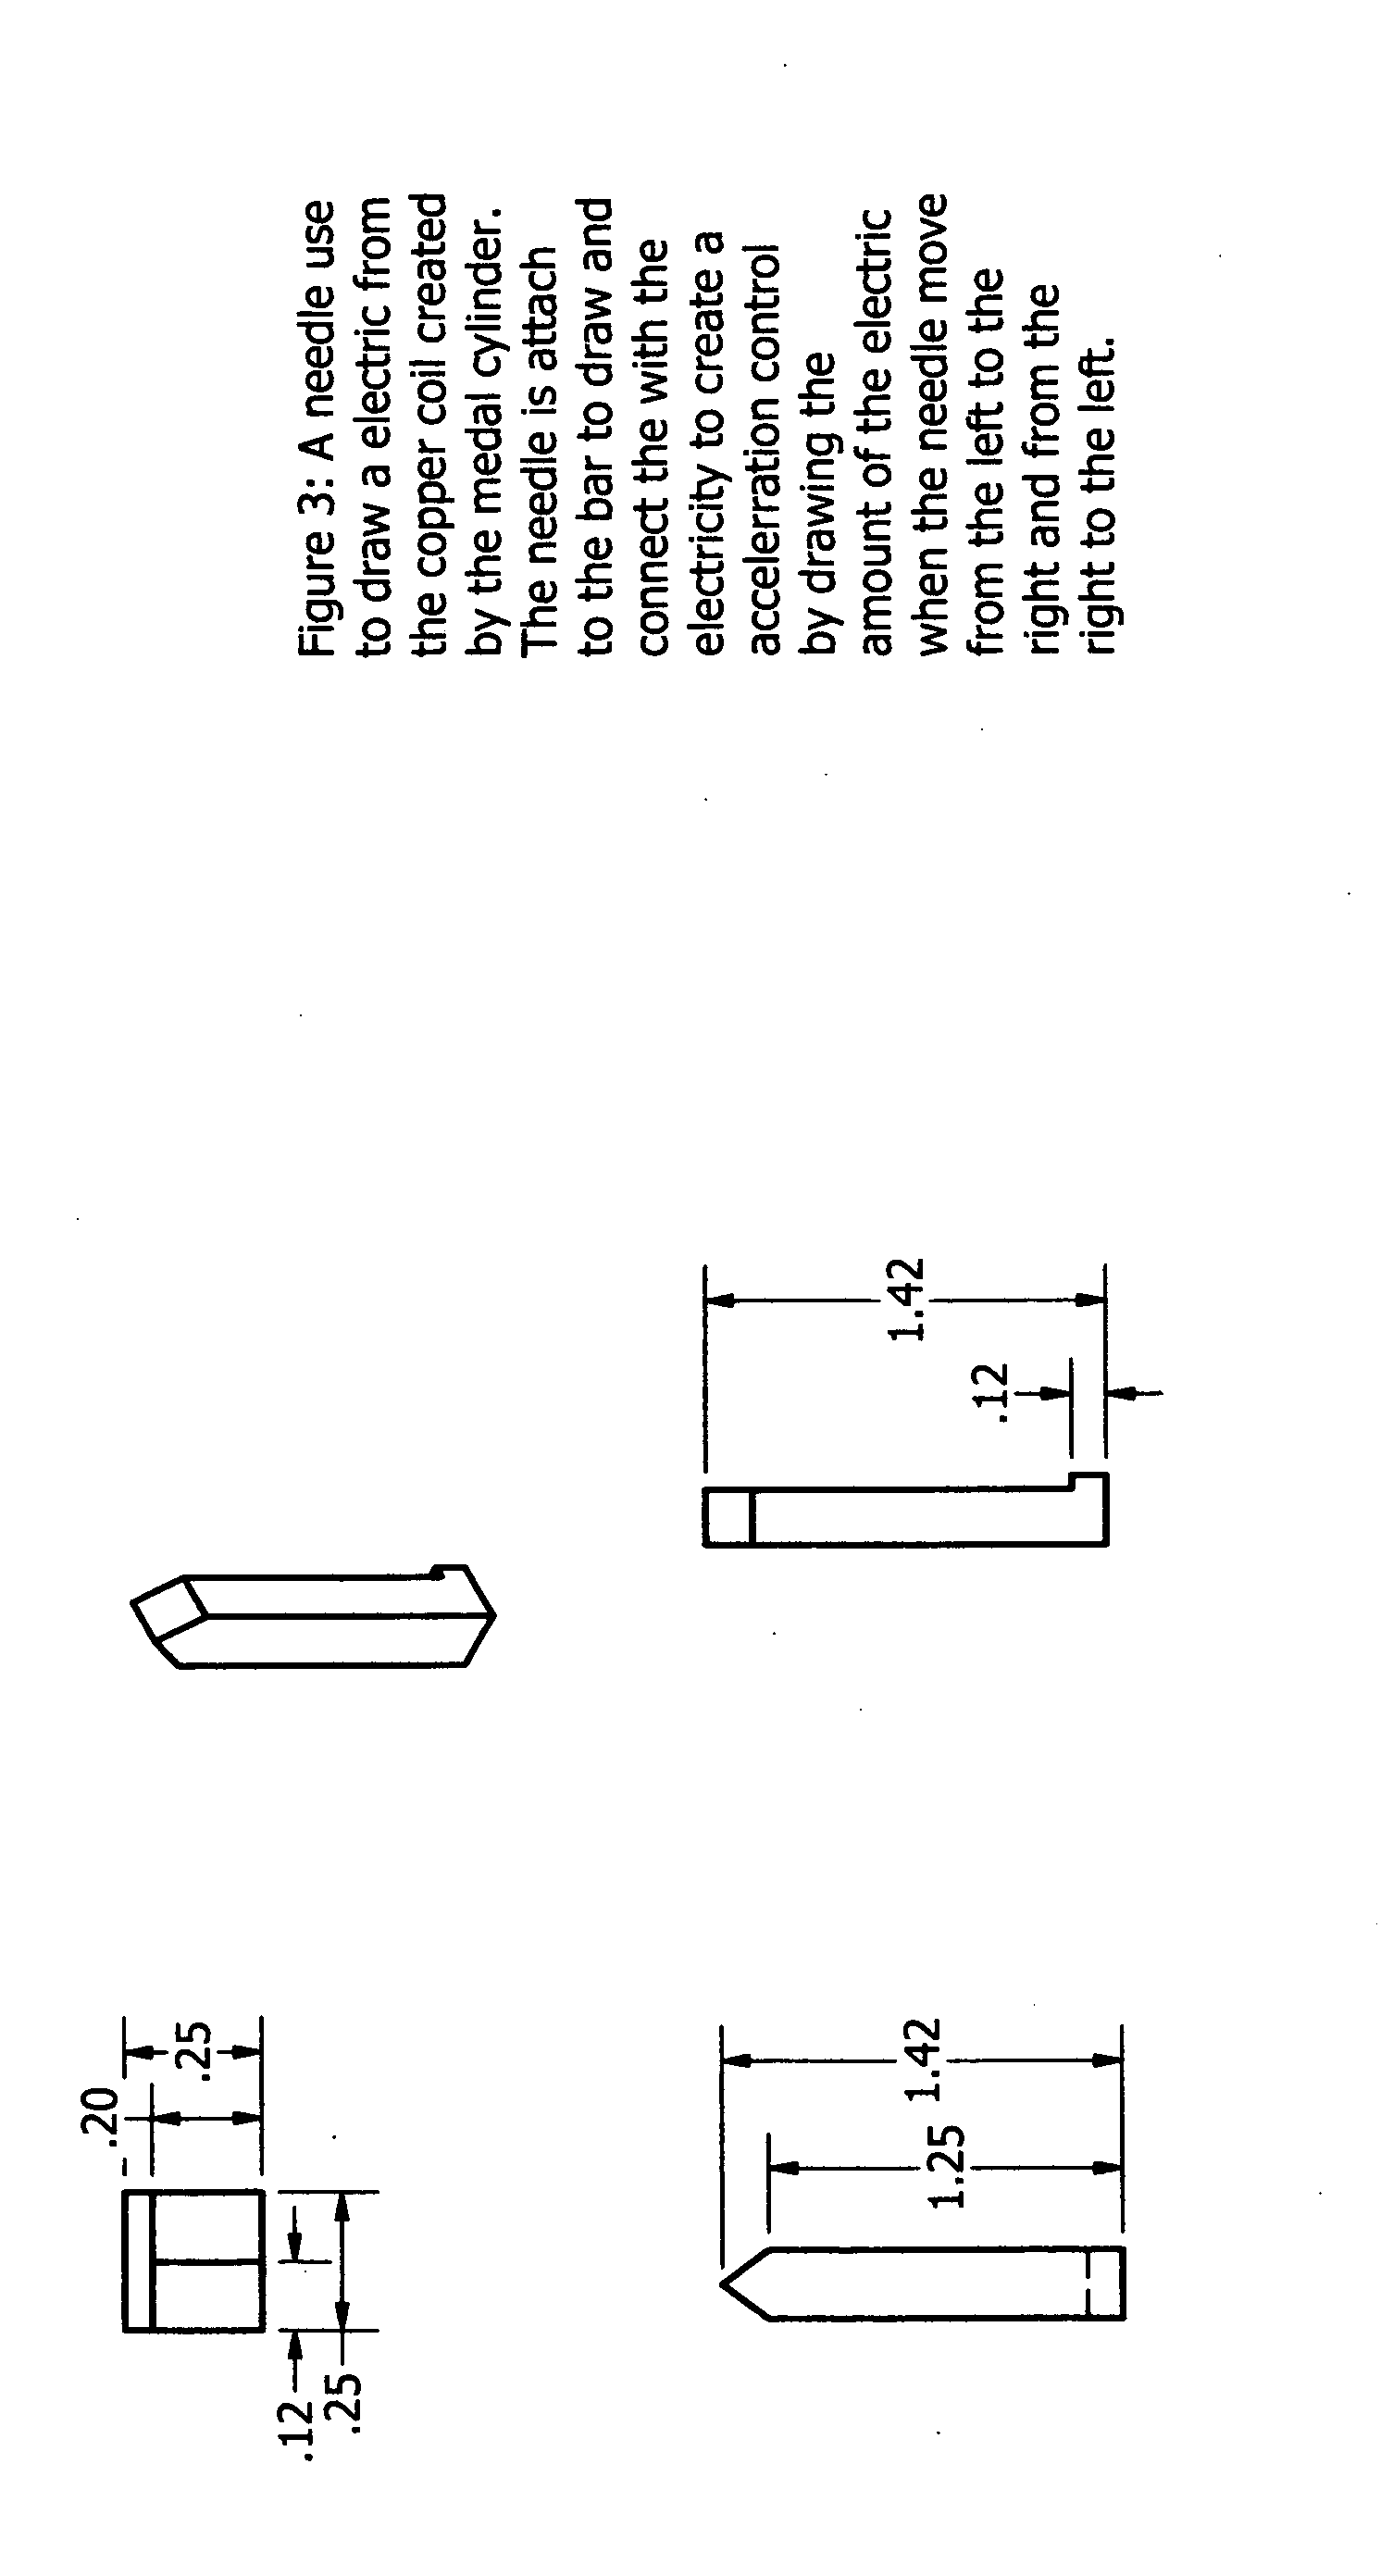 Figure 3: A needle use
to draw a electric from
the copper coil created
by the medal cylinder.
The needle is attach
to the bar to draw and
connect the with the
electricity to create a
accelerration control
by drawing the
amount of the electric
when the needle move
from the left to the
right and from the
right to the left.
.20
.25
.12
.25
1.42
.12
1.42
1.25